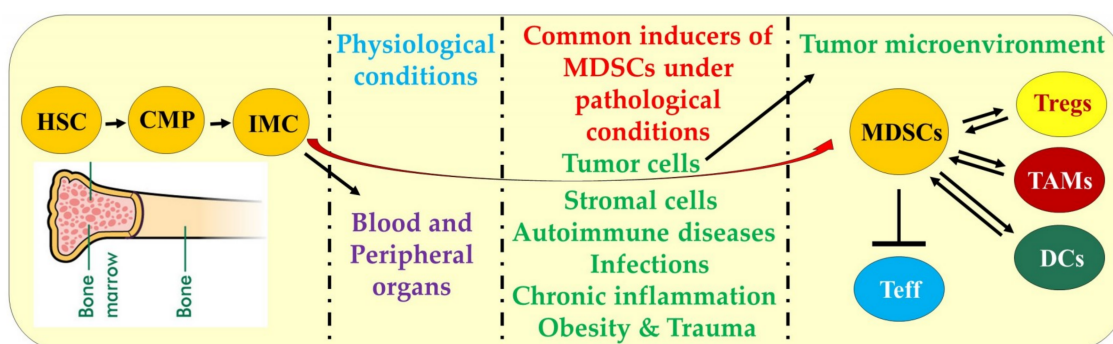 HSC
CMP
IMC
Bone
marrow
Bone
Physiological
conditions
Blood and
Peripheral
organs
Common inducers of
MDSCs under
pathological
conditions
Tumor cells
Stromal cells
Autoimmune diseases
Infections
Chronic inflammation
Obesity & Trauma
Tumor microenvironment
MDSCs
Tregs
TAMs
DCs
Teff